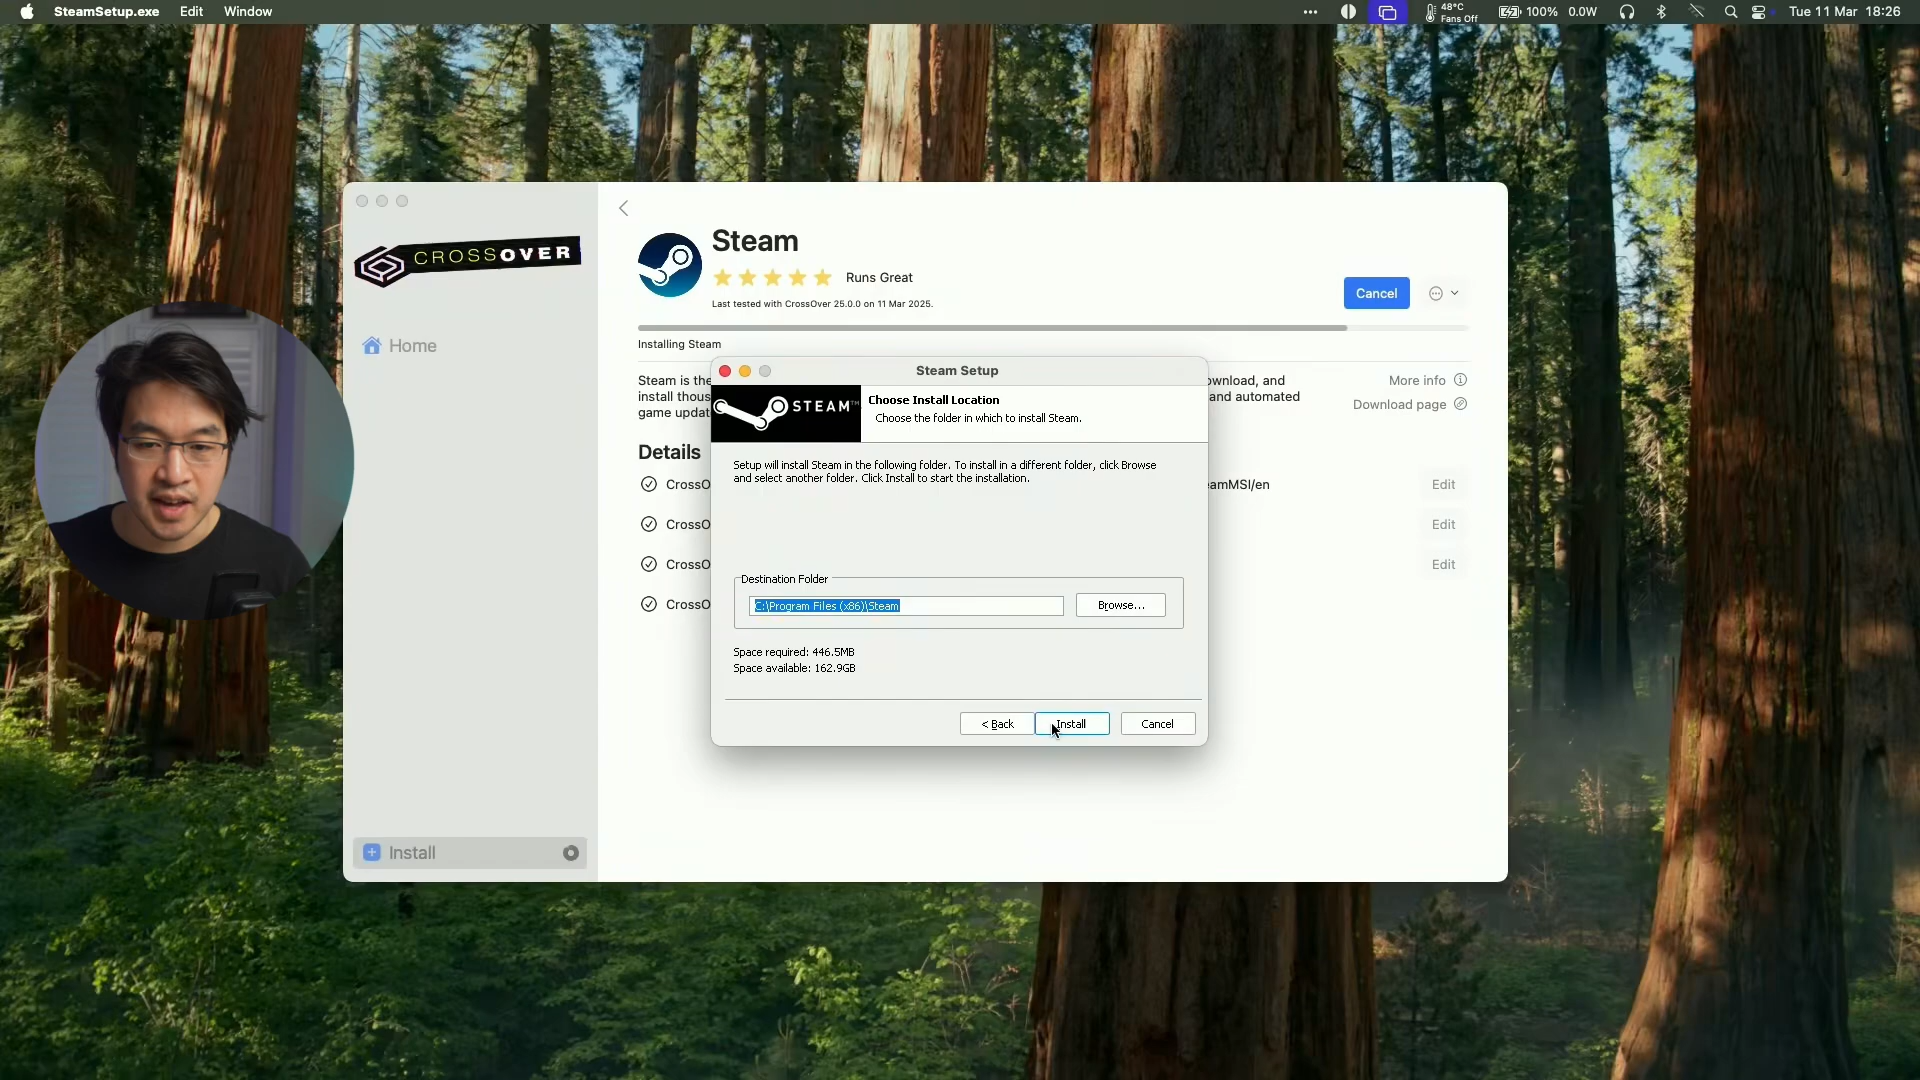 SteamSetup.exe Edit Window
48°C
Fans Off
100% 0.0W
Tue 11 Mar 18:26
CROSSOVER
Home
Install
Steam
Runs Great
Last tested with CrossOver 25.0.0 on 11 Mar 2025.
Cancel
Installing Steam
Steam is the
ownload, and
install thous
and automated
game updat
More info
Download page
Details
CrossO
eamMSI/en
Edit
CrossO
Edit
CrossO
Edit
CrossO
Steam Setup
STEAM™
Choose Install Location
Choose the folder in which to install Steam.
Setup will install Steam in the following folder. To install in a different folder, click Browse
and select another folder. Click Install to start the installation.
Destination Folder
C:\Program Files (x86)\Steam
Browse...
Space required: 446.5MB
Space available: 162.9GB
< Back
Install
Cancel